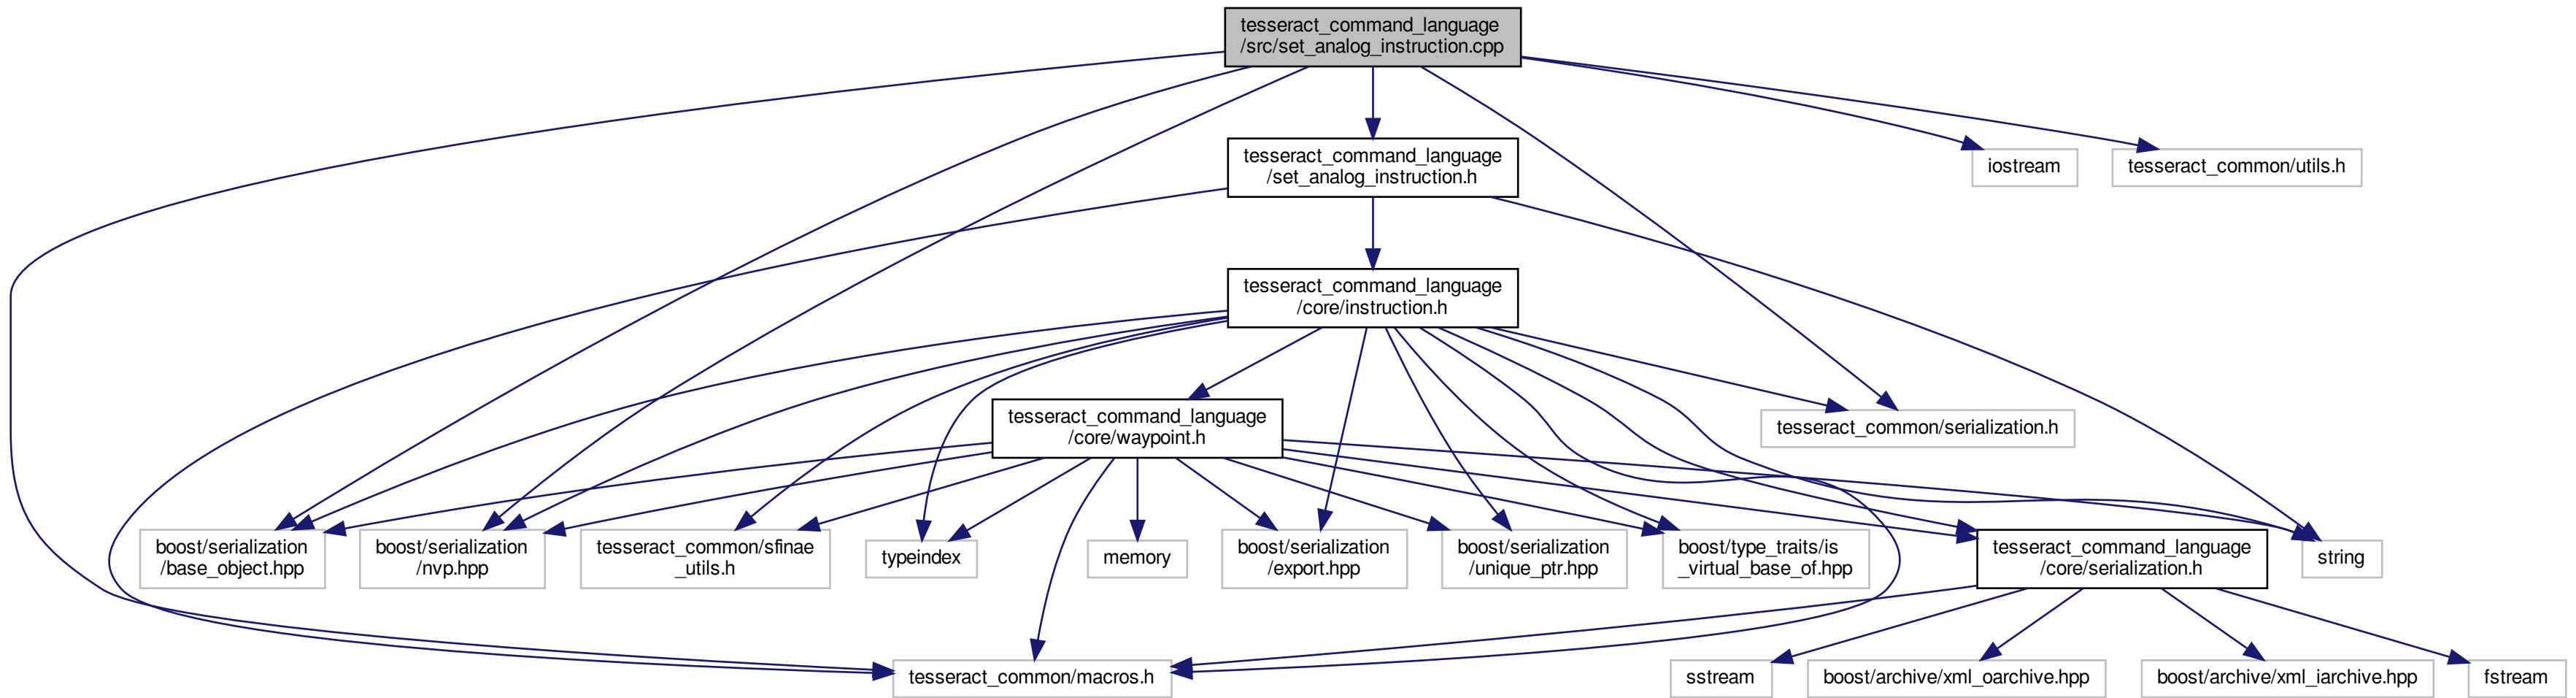 tesseract_command_language
/src/set_analog_instruction.cpp
tesseract_command_language
/set_analog_instruction.h
iostream
tesseract_common/utils.h
tesseract_command_language
/core/instruction.h
tesseract_command_language
/core/waypoint.h
tesseract_common/serialization.h
boost/serialization
/base_object.hpp
boost/serialization
/nvp.hpp
tesseract_common/sfinae
_utils.h
typeindex
memory
boost/serialization
/export.hpp
boost/serialization
/unique_ptr.hpp
boost/type_traits/is
_virtual_base_of.hpp
tesseract_command_language
/core/serialization.h
string
tesseract_common/macros.h
sstream
boost/archive/xml_oarchive.hpp
boost/archive/xml_iarchive.hpp
fstream